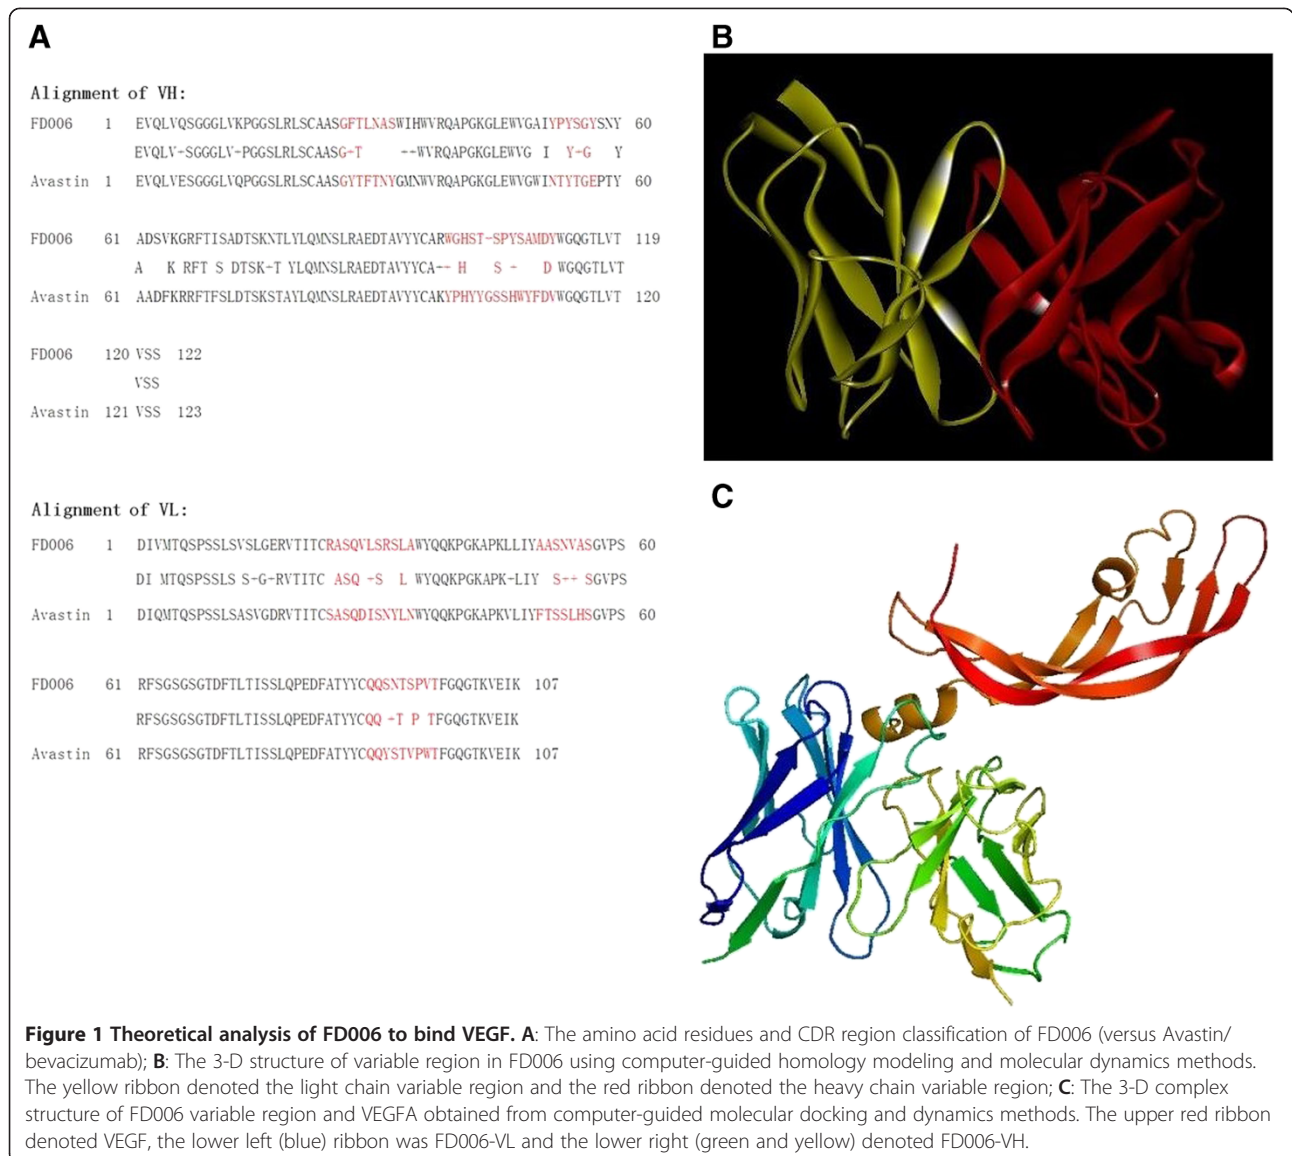 A
Alignment of VH:
FD006 1 EVQLVQSGGGLVKPGGSLRLSCAASGFTLNASWIHWVRQAPGKGLEWVGAIYPYSGYSNY 60
EVQLV-SGGGLV-PGGSLRLSCAASG-T --WVRQAPGKGLEWVG I Y-G Y
Avastin 1 EVQLVESGGGLVQPGGSLRLSCAASGYTFTNYGMNWVRQAPGKGLEWVGWINTYTGEPTY 60
FD006 61 ADSVKGRFTISADTSKNTLYLQMNSLRAEDTAVYYCARWGHST-SPYSAMDYWGQGTLVT 119
A K RFT S DTSK-T YLQMNSLRAEDTAVYYCA-- H S - D WGQGTLVT
Avastin 61 AADFKRRFTFSLDTSKSTAYLQMNSLRAEDTAVYYCAKYPHYYGSSHWYFDVWGQGTLVT 120
FD006 120 VSS 122
VSS
Avastin 121 VSS 123
Alignment of VL:
FD006 1 DIVMTQSPSSLSVSLGERVTITCRASQVLSRSLAWYQQKPGKAPKLLIYAASNVASGVPS 60
DI MTQSPSSLS S-G-RVTITC ASQ -S L WYQQKPGKAPK-LIY S-+ SGVPS
Avastin 1 DIQMTQSPSSLSASVGDRVTITCSASQDISNYLNWYQQKPGKAPKVLIYFTSSLHSGVPS 60
FD006 61 RFSGSGSGTDFTLTISSLQPEDFATYYCQQSNTSPVTFGQGTKVEIK 107
RFSGSGSGTDFTLTISSLQPEDFATYYCQQ -T P TFGQGTKVEIK
Avastin 61 RFSGSGSGTDFTLTISSLQPEDFATYYCQQYSTVPWTFGQGTKVEIK 107
B
C
Figure 1 Theoretical analysis of FD006 to bind VEGF. A: The amino acid residues and CDR region classification of FD006 (versus Avastin/
bevacizumab); B: The 3-D structure of variable region in FD006 using computer-guided homology modeling and molecular dynamics methods.
The yellow ribbon denoted the light chain variable region and the red ribbon denoted the heavy chain variable region; C: The 3-D complex
structure of FD006 variable region and VEGFA obtained from computer-guided molecular docking and dynamics methods. The upper red ribbon
denoted VEGF, the lower left (blue) ribbon was FD006-VL and the lower right (green and yellow) denoted FD006-VH.